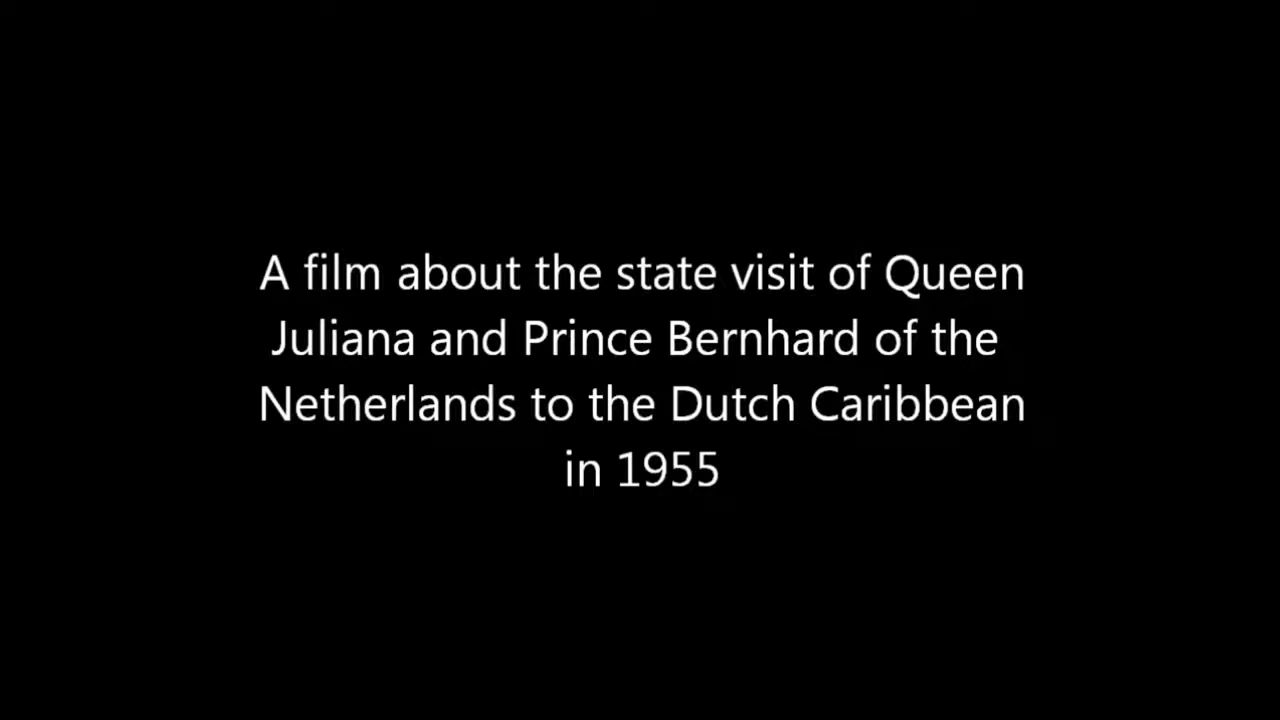 A film about the state visit of Queen
Juliana and Prince Bernhard of the
Netherlands to the Dutch Caribbean
in 1955